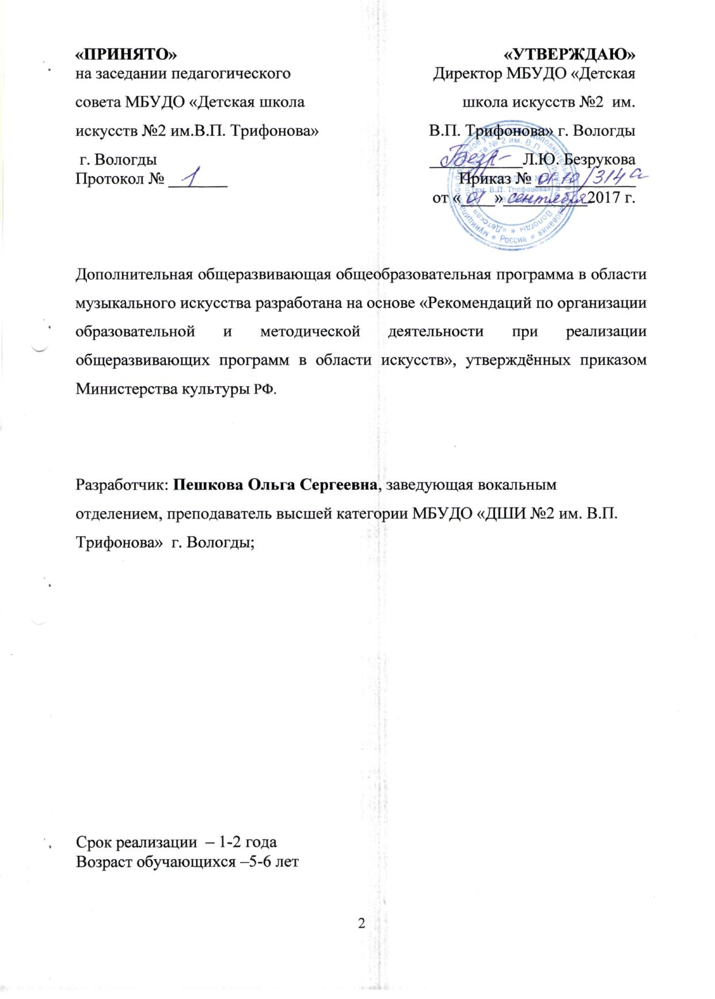 «ПРИНЯТО»
на заседании педагогического
совета МБУДО «Детская школа
искусств №2 им.В.П. Трифонова»
г. Вологды
Протокол № 1
«УТВЕРЖДАЮ»
Директор МБУДО «Детская
школа искусств №2 им.
В.П. Трифонова» г. Вологды
Л.Ю. Безрукова
Приказ № 01-10/314а
от «01» сентября 2017 г.
им. В.П. Трифонова»
* Россия *
Дополнительная общеразвивающая общеобразовательная программа в области
музыкального искусства разработана на основе «Рекомендаций по организации
образовательной и методической деятельности при реализации
общеразвивающих программ в области искусств», утверждённых приказом
Министерства культуры РФ.
Разработчик: Пешкова Ольга Сергеевна, заведующая вокальным
отделением, преподаватель высшей категории МБУДО «ДШИ №2 им. В.П.
Трифонова» г. Вологды;
Срок реализации – 1-2 года
Возраст обучающихся –5-6 лет
2